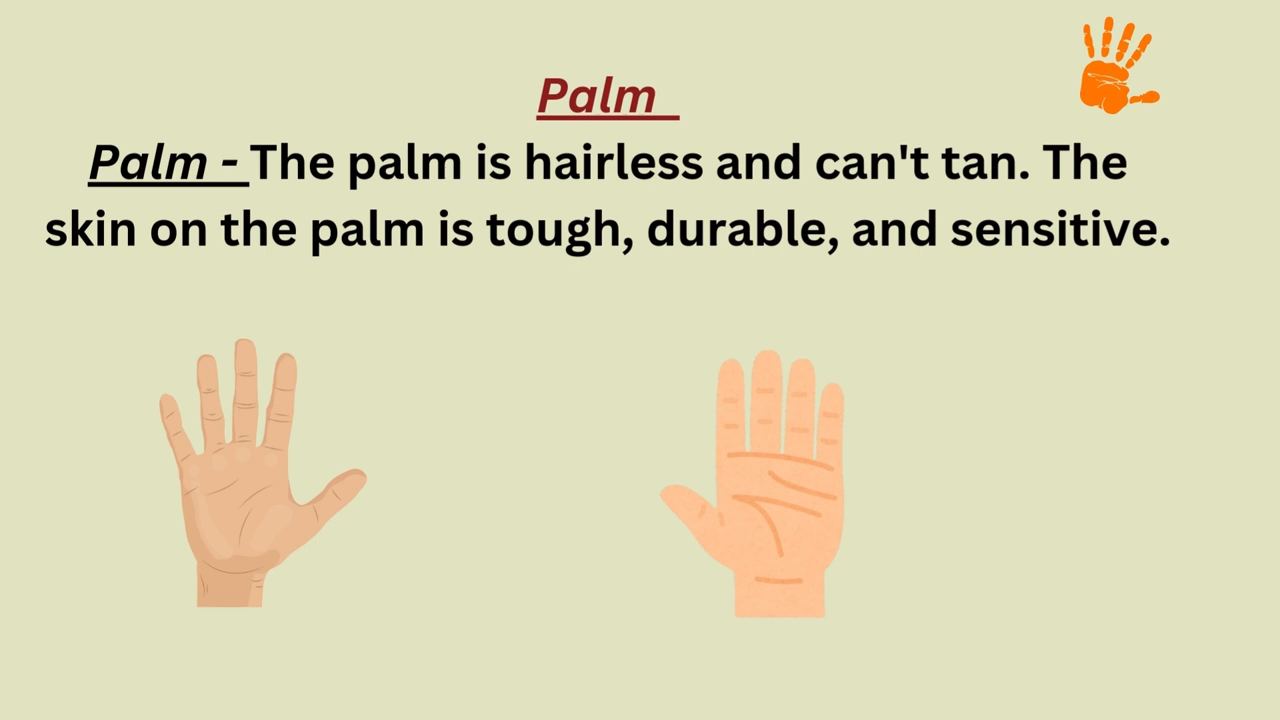 Palm
Palm - The palm is hairless and can't tan. The
skin on the palm is tough, durable, and sensitive.